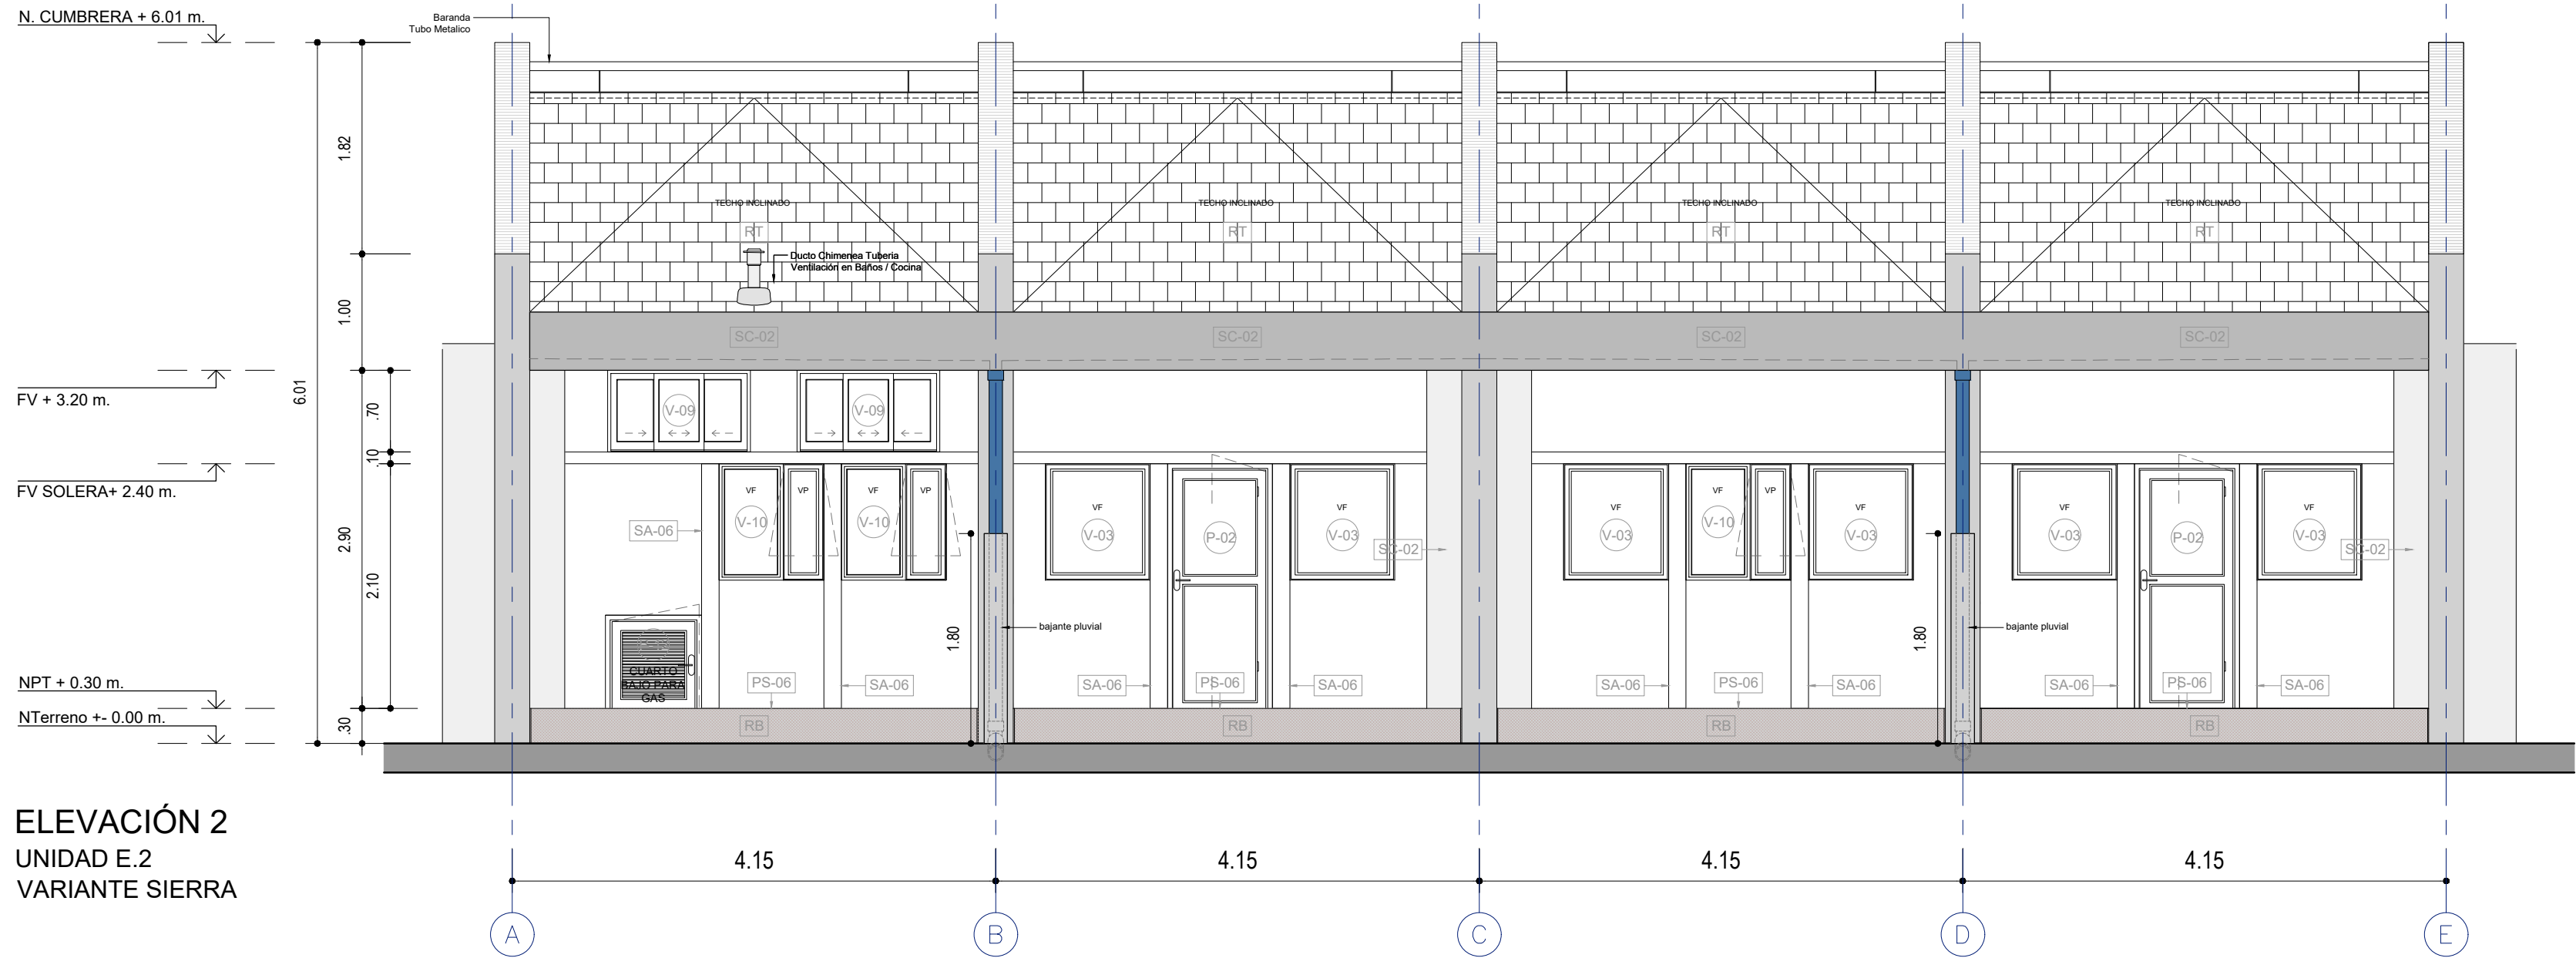 N. CUMBRERA + 6.01 m.
Baranda
Tubo Metalico
1.82
1.00
6.01
FV + 3.20 m.
.70
.10
FV SOLERA+ 2.40 m.
2.90
2.10
NPT + 0.30 m.
NTerreno +- 0.00 m.
.30
TECHO INCLINADO
RT
TECHO INCLINADO
RT
TECHO INCLINADO
RT
TECHO INCLINADO
RT
Ducto Chimenea Tuberia
Ventilación en Baños / Cocina
SC-02
SC-02
SC-02
SC-02
V-09
V-09
VF
VP
VF
VP
V-10
V-10
SA-06
VF
V-03
P-02
VF
V-03
SC-02
VF
V-03
VF
VP
V-10
VF
V-03
VF
V-03
P-02
VF
V-03
SC-02
1.80
bajante pluvial
1.80
bajante pluvial
CUARTO
BAJO PARA
GAS
PS-06
SA-06
SA-06
PS-06
SA-06
SA-06
PS-06
SA-06
SA-06
PS-06
SA-06
RB
RB
RB
RB
ELEVACIÓN 2
UNIDAD E.2
VARIANTE SIERRA
4.15
4.15
4.15
4.15
A
B
C
D
E